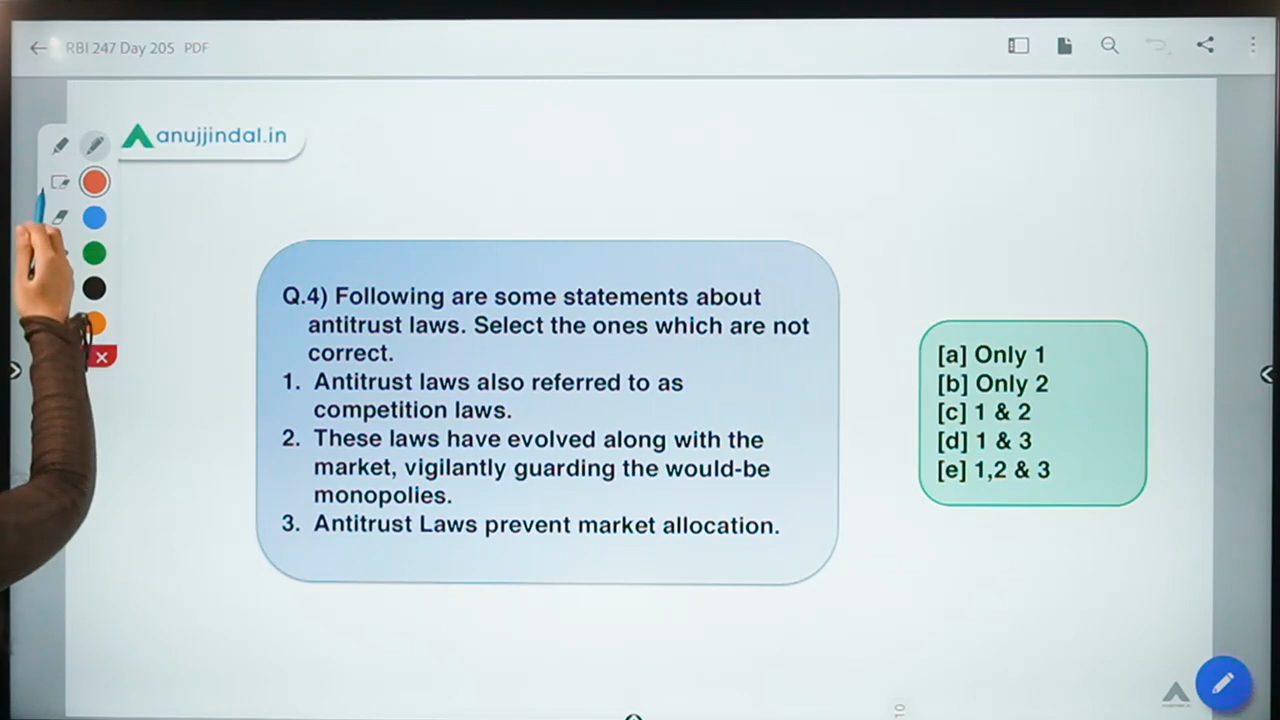 RBI 247 Day 205 PDF
anujjindal.in
Q.4) Following are some statements about
antitrust laws. Select the ones which are not
correct.
1. Antitrust laws also referred to as
competition laws.
2. These laws have evolved along with the
market, vigilantly guarding the would-be
monopolies.
3. Antitrust Laws prevent market allocation.
[a] Only 1
[b] Only 2
[c] 1 & 2
[d] 1 & 3
[e] 1,2 & 3
10